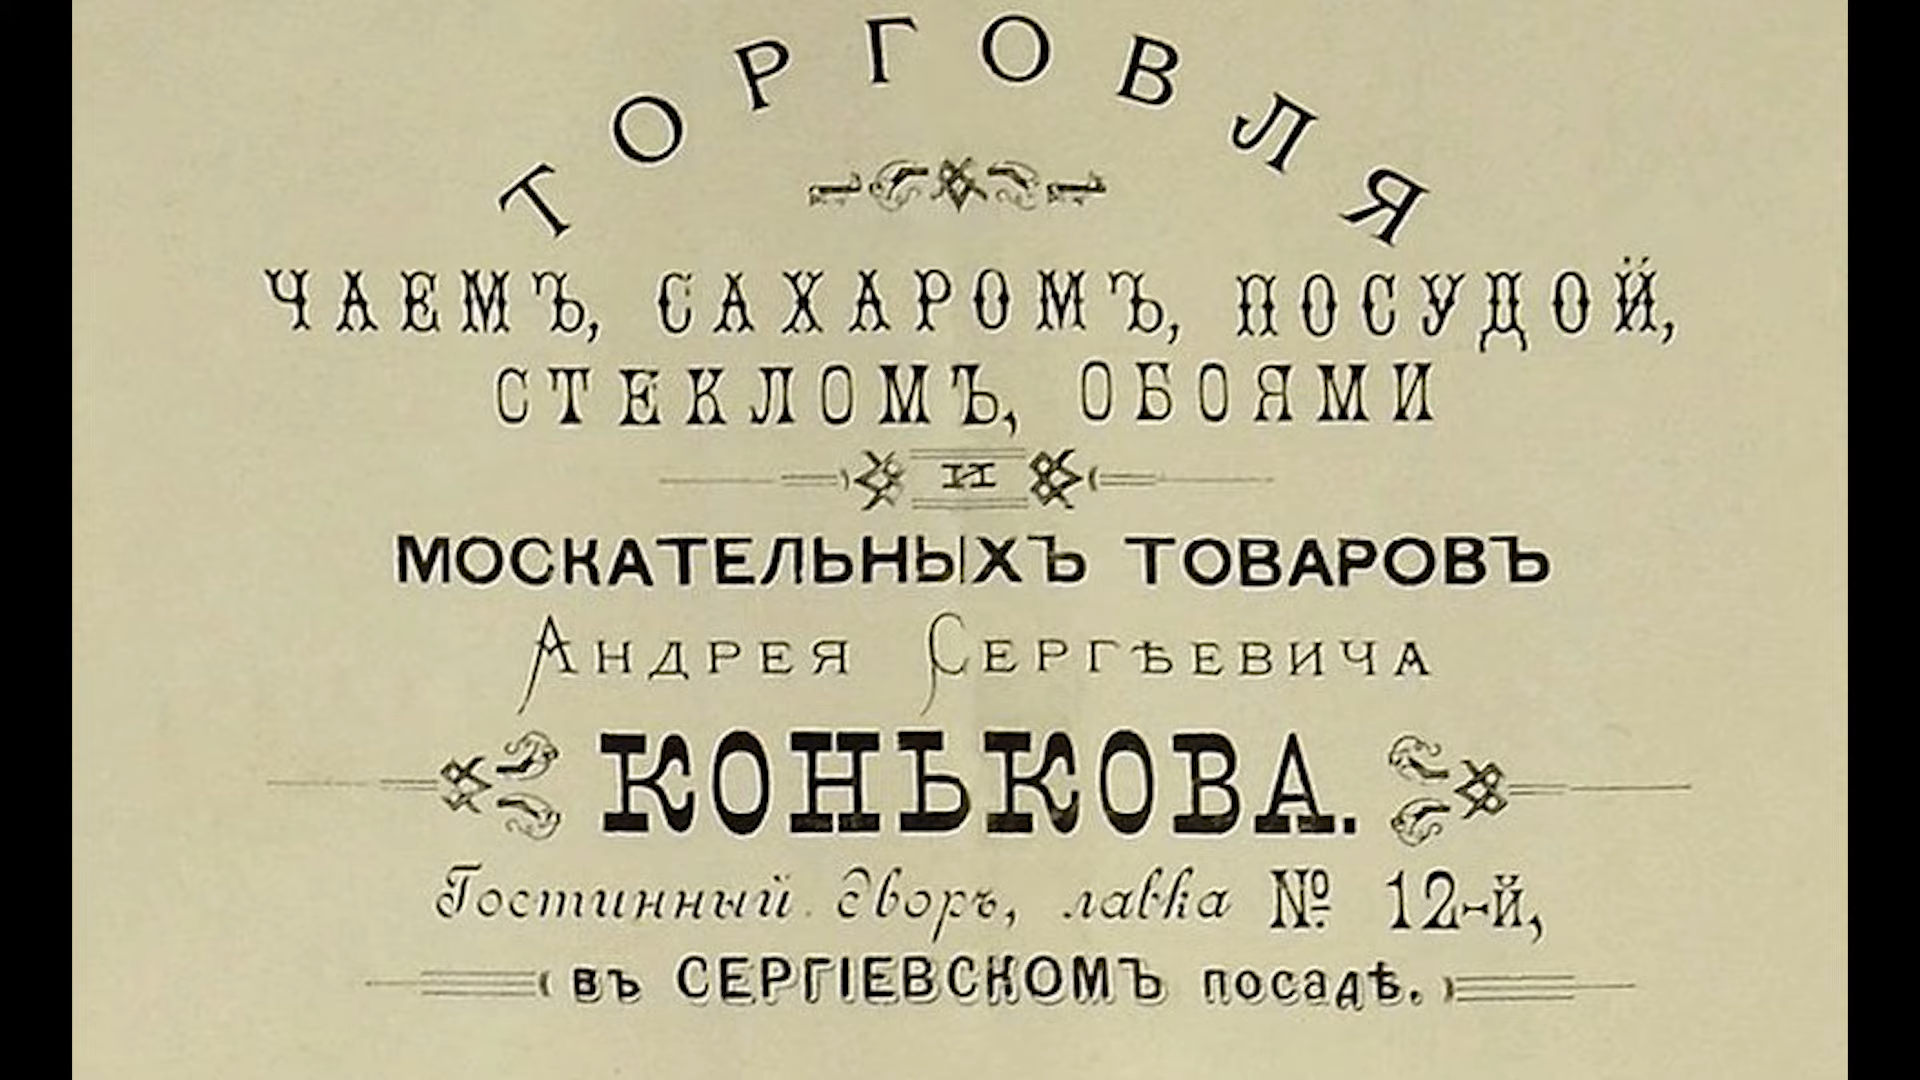 ТОРГОВЛЯ
ЧАЕМЪ, САХАРОМЪ, ПОСУДОЙ,
СТЕКЛОМЪ, ОБОЯМИ
И
МОСКАТЕЛЬНЫХЪ ТОВАРОВЪ
АНДРЕЯ СЕРГѢЕВИЧА
КОНЬКОВА.
Гостинный дворъ, лавка № 12-й,
въ СЕРГІЕВСКОМЪ посадѣ.